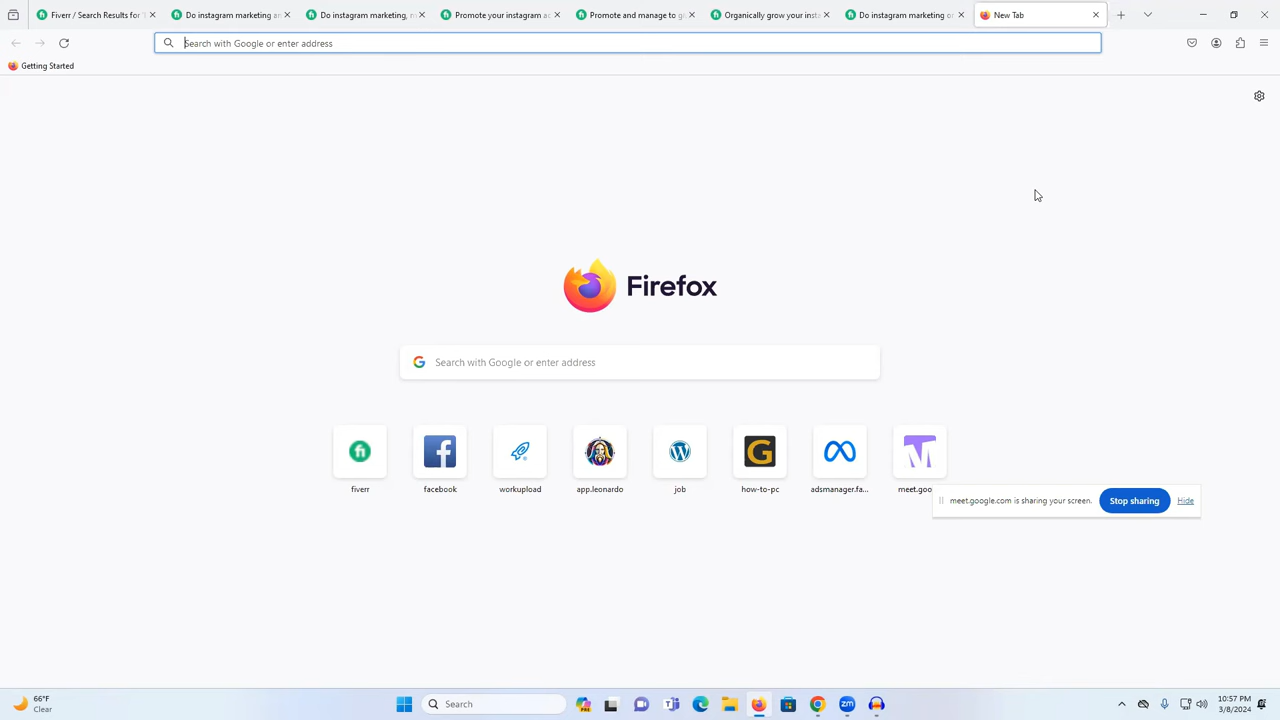 Fiverr / Search Results for '
Do instagram marketing ar
Do instagram marketing, r
Promote your instagram a
Promote and manage to g
Organically grow your inst
Do instagram marketing or
New Tab
Search with Google or enter address
Getting Started
Firefox
Search with Google or enter address
fiverr
facebook
workupload
app.leonardo
job
how-to-pc
adsmanager.fa...
meet.goo
meet.google.com is sharing your screen.
Stop sharing
Hide
66°F
Clear
Search
10:57 PM
3/8/2024